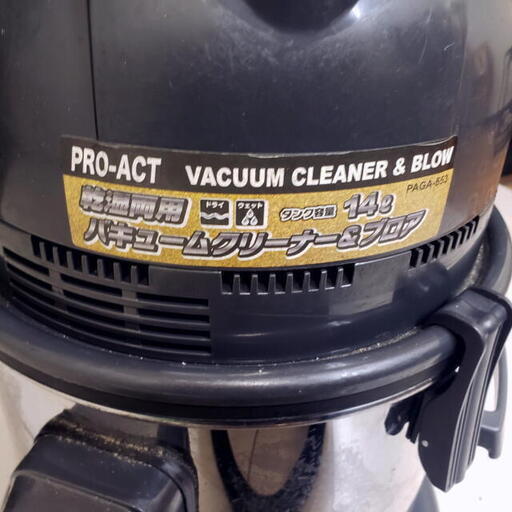 PRO-ACT VACUUM CLEANER & BLOW
PAGA-653
乾湿両用 ドライ ウェット タンク容量 14ℓ
バキュームクリーナー&ブロア